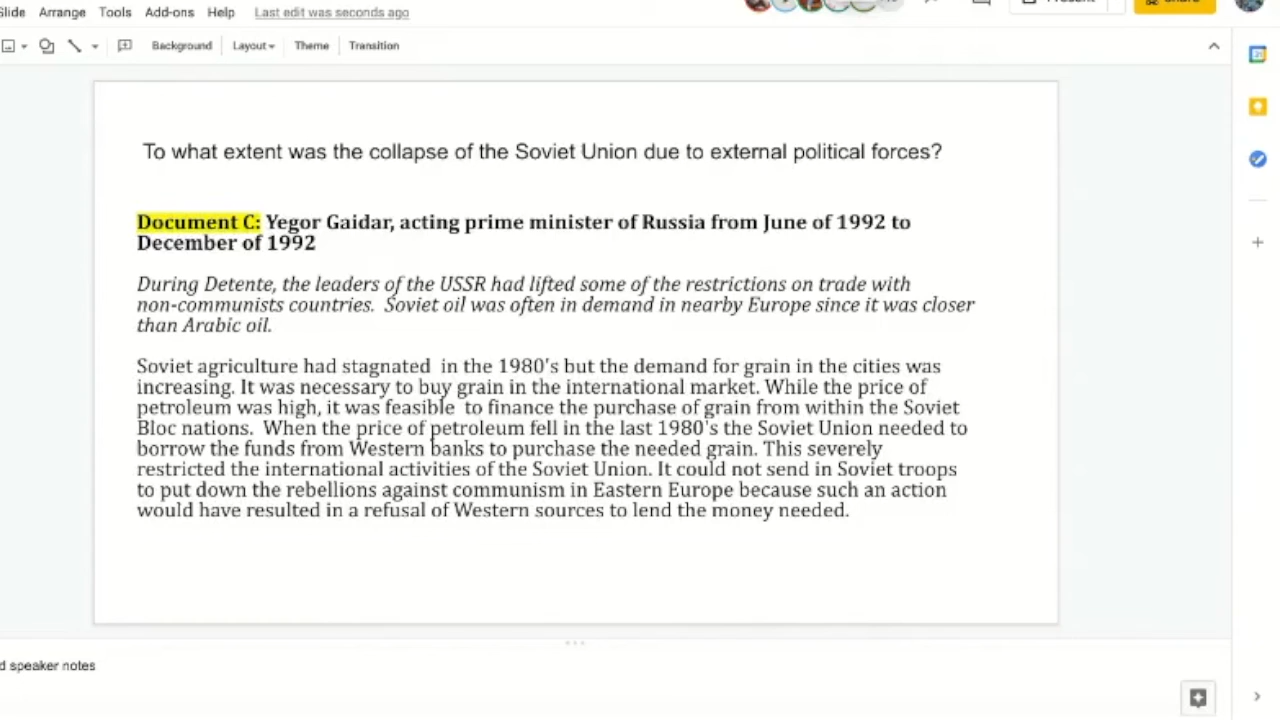 Slide Arrange Tools Add-ons Help Last edit was seconds ago
Background Layout Theme Transition
To what extent was the collapse of the Soviet Union due to external political forces?
Document C: Yegor Gaidar, acting prime minister of Russia from June of 1992 to
December of 1992
During Detente, the leaders of the USSR had lifted some of the restrictions on trade with
non-communists countries. Soviet oil was often in demand in nearby Europe since it was closer
than Arabic oil.
Soviet agriculture had stagnated in the 1980's but the demand for grain in the cities was
increasing. It was necessary to buy grain in the international market. While the price of
petroleum was high, it was feasible to finance the purchase of grain from within the Soviet
Bloc nations. When the price of petroleum fell in the last 1980's the Soviet Union needed to
borrow the funds from Western banks to purchase the needed grain. This severely
restricted the international activities of the Soviet Union. It could not send in Soviet troops
to put down the rebellions against communism in Eastern Europe because such an action
would have resulted in a refusal of Western sources to lend the money needed.
d speaker notes